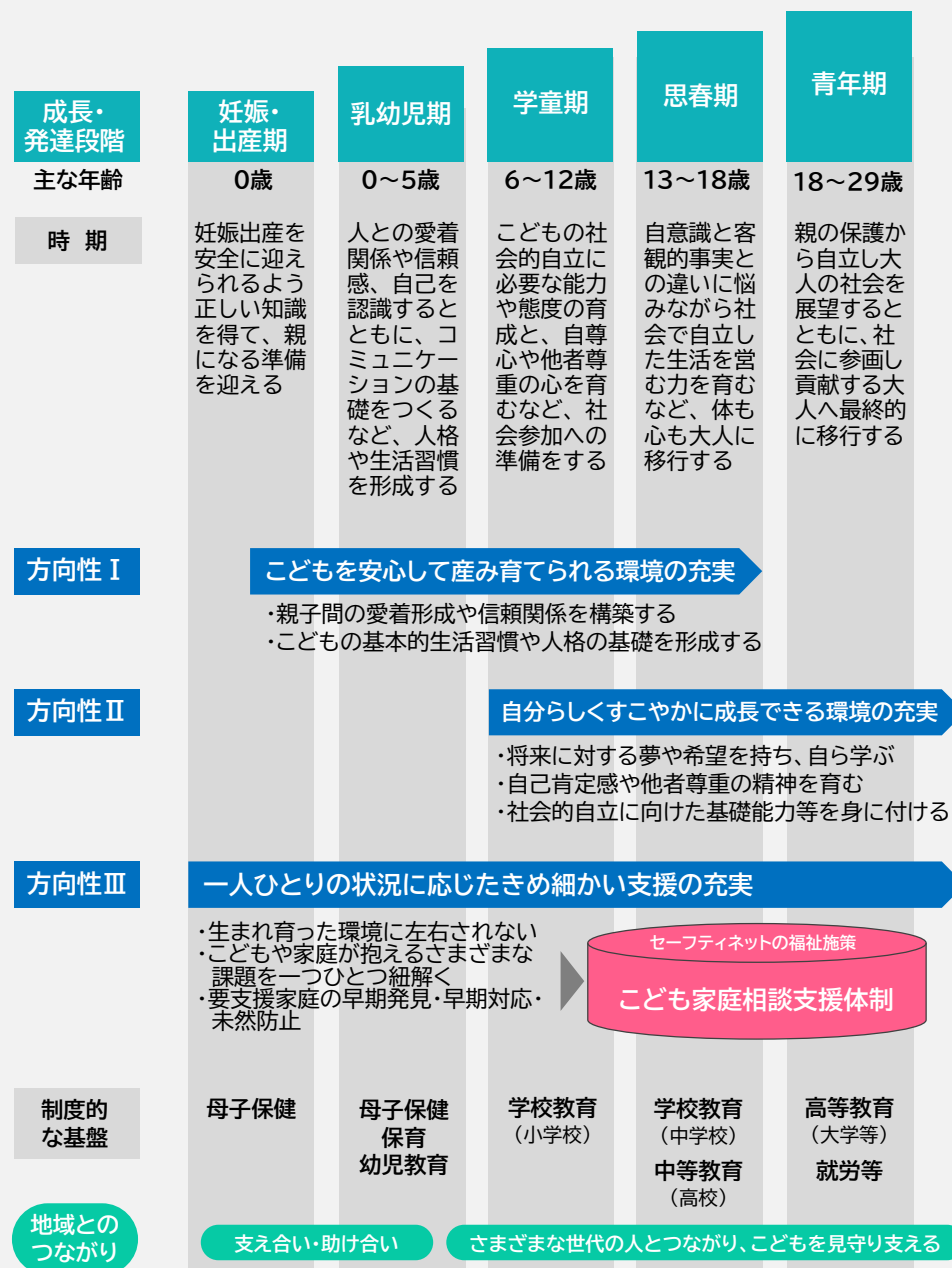 成長・
発達段階
妊娠・
出産期
乳幼児期
学童期
思春期
青年期
主な年齢
0歳
0～5歳
6～12歳
13～18歳
18～29歳
時 期
妊娠出産を
安全に迎え
られるよう
正しい知識
を得て、親
になる準備
を迎える
人との愛着
関係や信頼
感、自己を
認識すると
ともに、コ
ミュニケー
ションの基
礎をつくる
など、人格
や生活習慣
を形成する
こどもの社
会的自立に
必要な能力
や態度の育
成と、自尊
心や他者尊
重の心を育
むなど、社
会参加への
準備をする
自意識と客
観的事実と
の違いに悩
みながら社
会で自立し
た生活を営
む力を育む
など、体も
心も大人に
移行する
親の保護か
ら自立し大
人の社会を
展望すると
ともに、社
会に参画し
貢献する大
人へ最終的
に移行する
方向性Ⅰ
こどもを安心して産み育てられる環境の充実
・親子間の愛着形成や信頼関係を構築する
・こどもの基本的生活習慣や人格の基礎を形成する
方向性Ⅱ
自分らしくすこやかに成長できる環境の充実
・将来に対する夢や希望を持ち、自ら学ぶ
・自己肯定感や他者尊重の精神を育む
・社会的自立に向けた基礎能力等を身に付ける
方向性Ⅲ
一人ひとりの状況に応じたきめ細かい支援の充実
・生まれ育った環境に左右されない
・こどもや家庭が抱えるさまざまな
課題を一つひとつ紐解く
・要支援家庭の早期発見・早期対応・
未然防止
セーフティネットの福祉施策
こども家庭相談支援体制
制度的
な基盤
母子保健
母子保健
保育
幼児教育
学校教育
（小学校）
学校教育
（中学校）
中等教育
（高校）
高等教育
（大学等）
就労等
地域との
つながり
支え合い・助け合い
さまざまな世代の人とつながり、こどもを見守り支える